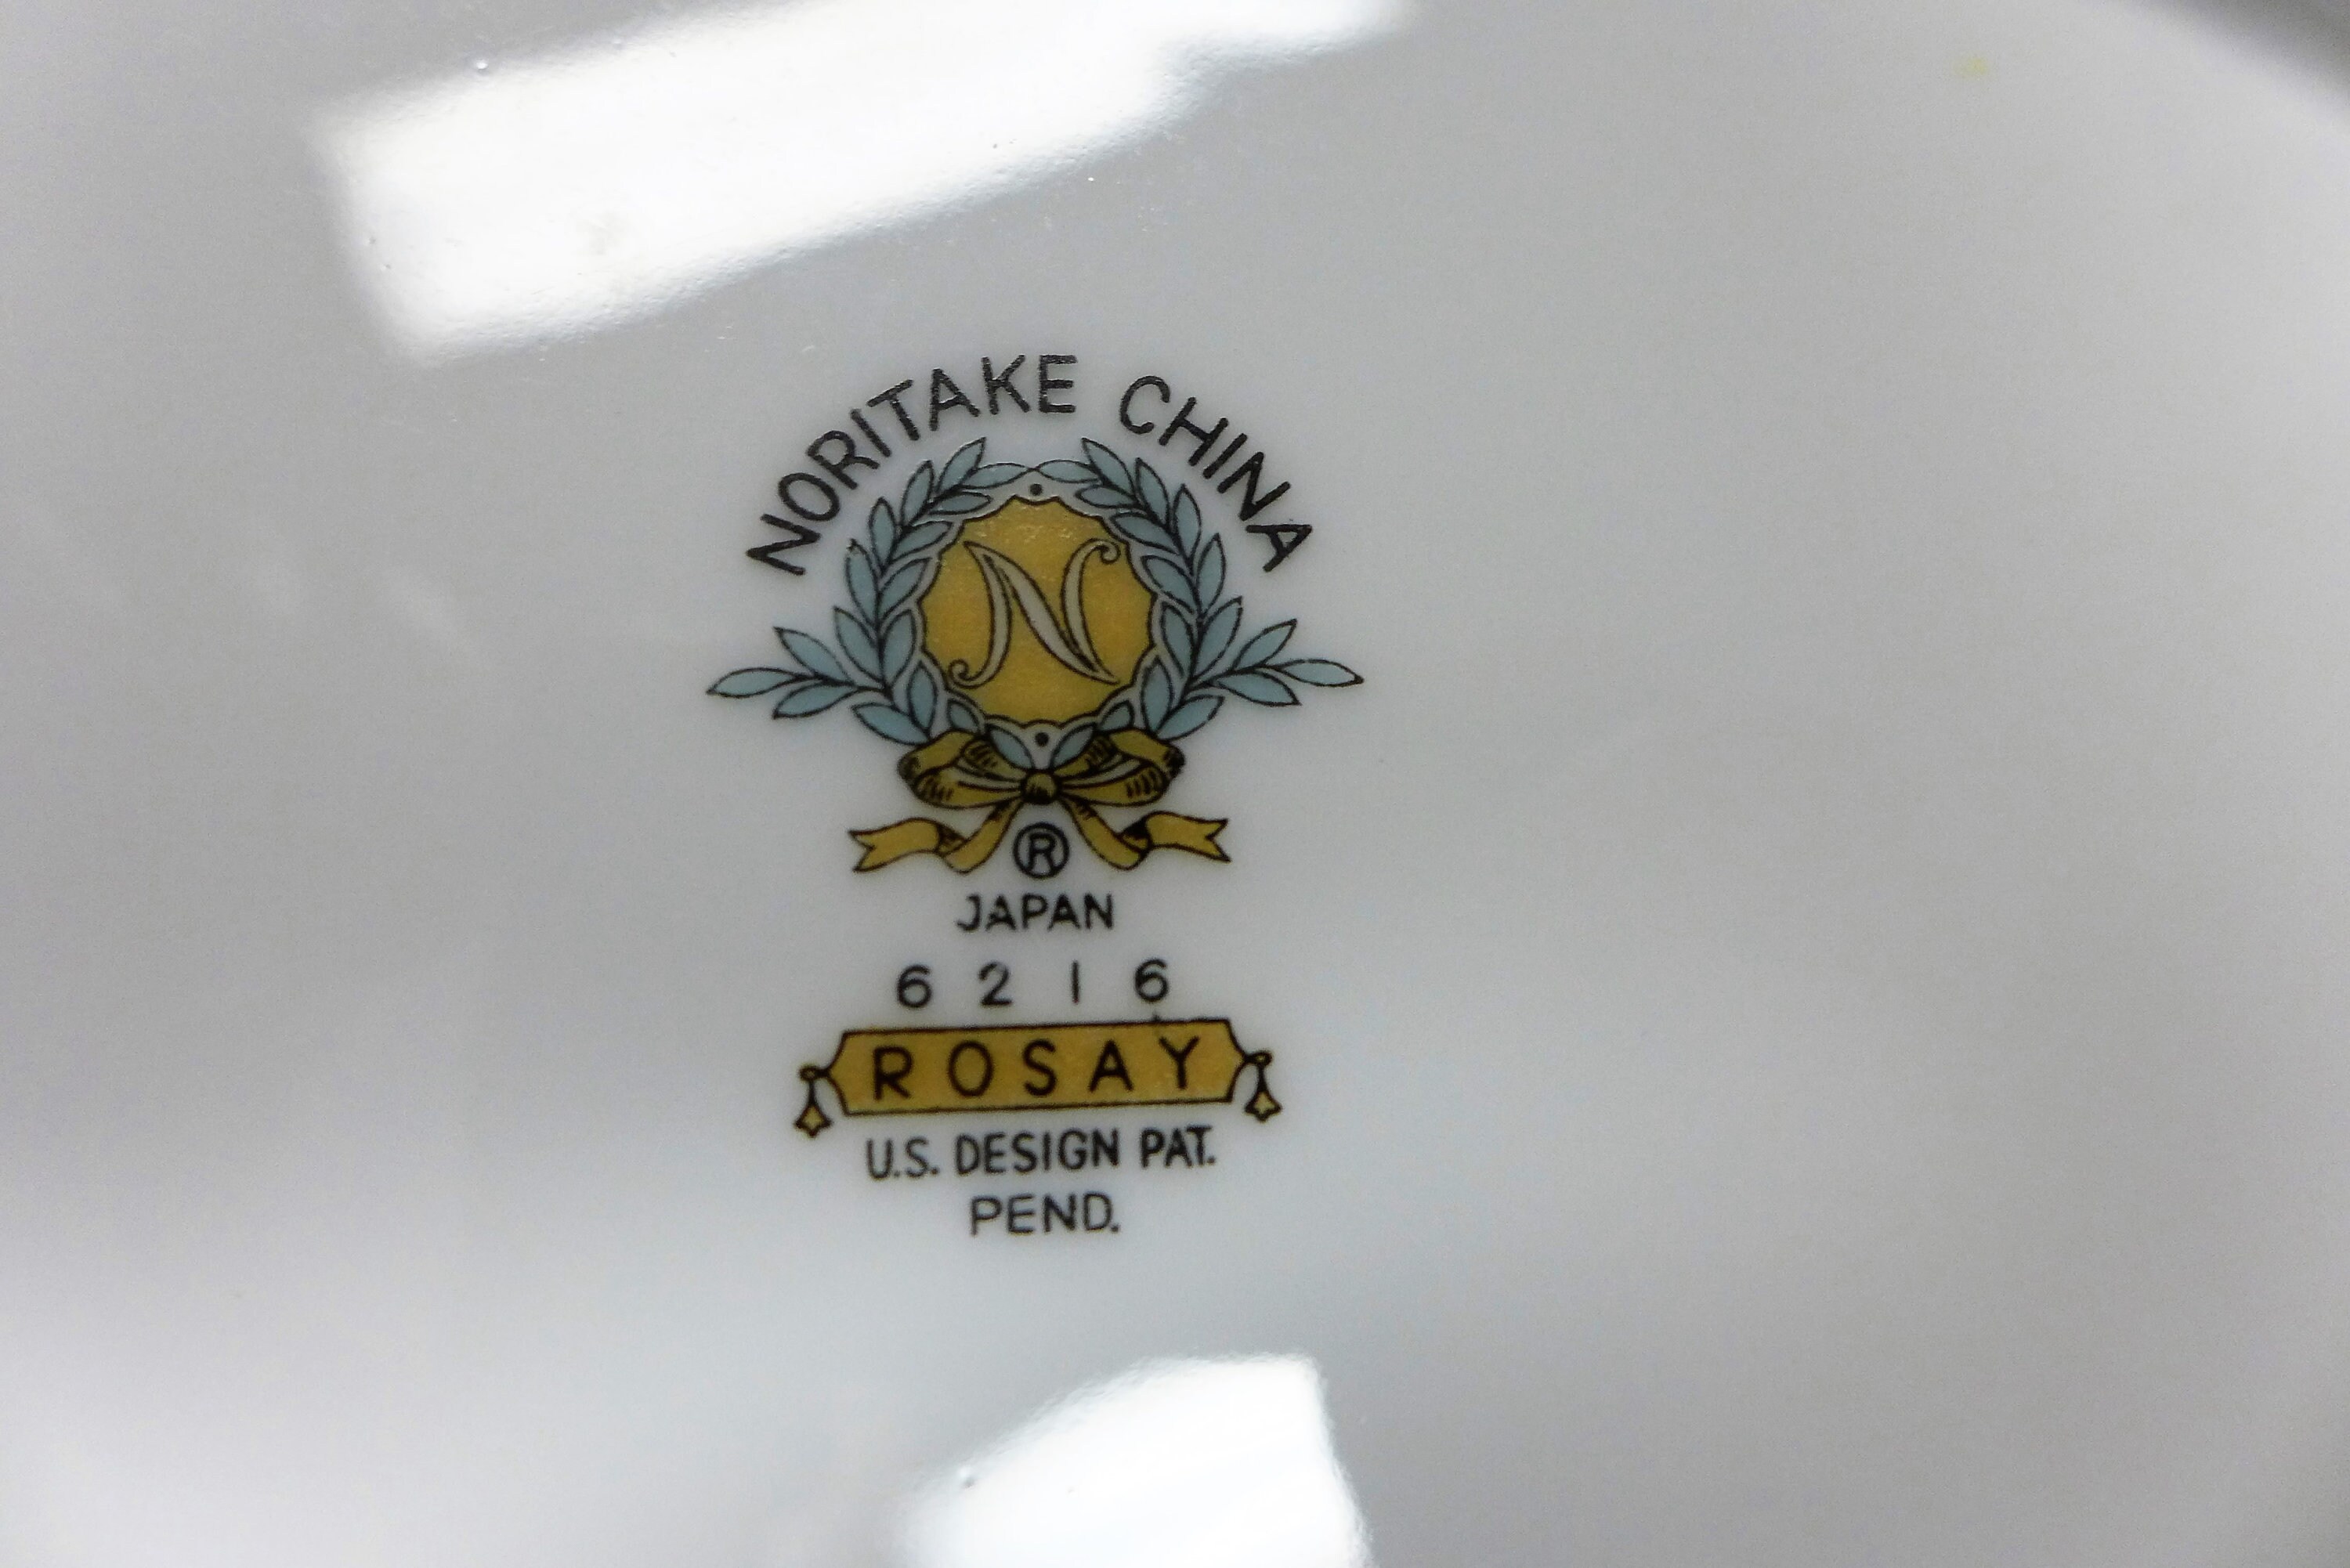 NORITAKE CHINA
N
®
JAPAN
6216
ROSAY
U.S. DESIGN PAT.
PEND.